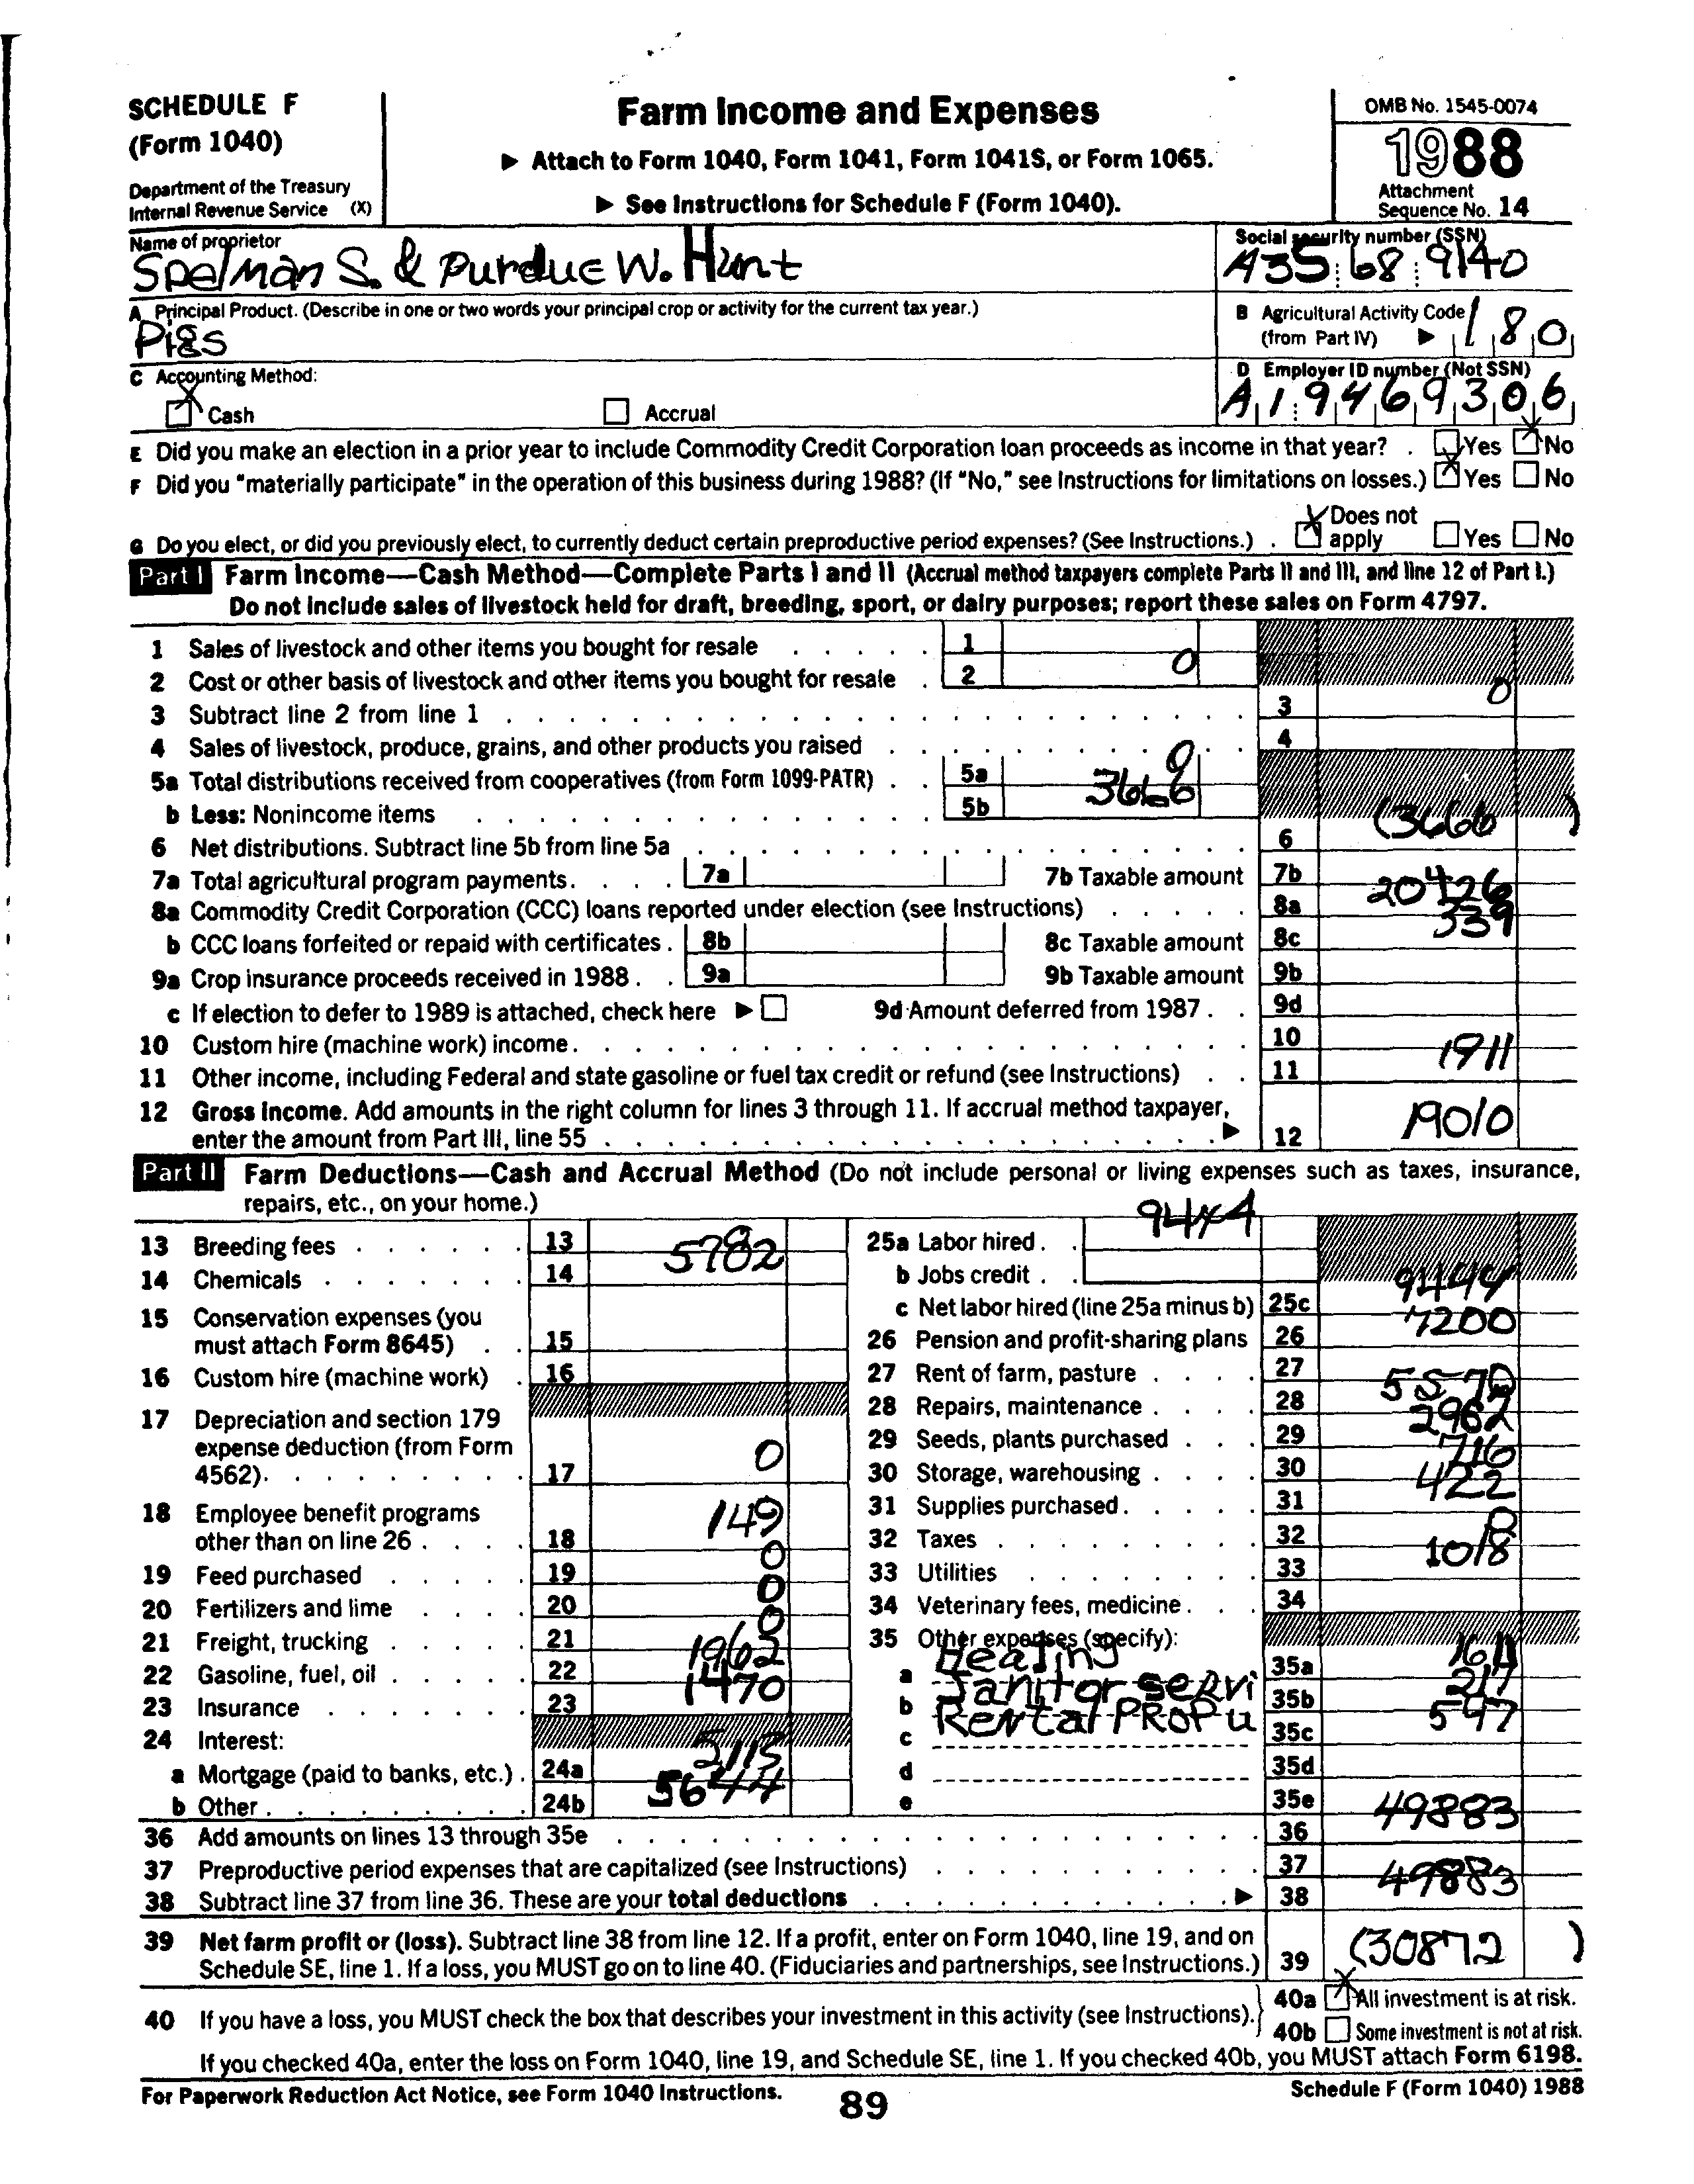 SCHEDULE F
(Form 1040)
Department of the Treasury
Internal Revenue Service (X)
Farm Income and Expenses
▶ Attach to Form 1040, Form 1041, Form 1041S, or Form 1065.
▶ See Instructions for Schedule F (Form 1040).
OMB No. 1545-0074
1988
Attachment
Sequence No. 14
Name of proprietor
Spelman S. & Purdue W. Hunt
Social security number (SSN)
A35 68 9140
A Principal Product. (Describe in one or two words your principal crop or activity for the current tax year.)
Pigs
B Agricultural Activity Code
(from Part IV) ▶ 180
C Accounting Method:
Cash Accrual
D Employer ID number (Not SSN)
A19469306
E Did you make an election in a prior year to include Commodity Credit Corporation loan proceeds as income in that year? . Yes No
F Did you "materially participate" in the operation of this business during 1988? (If "No," see Instructions for limitations on losses.) Yes No
G Do you elect, or did you previously elect, to currently deduct certain preproductive period expenses? (See Instructions.) . Does not apply Yes No
Part I Farm Income—Cash Method—Complete Parts I and II (Accrual method taxpayers complete Parts II and III, and line 12 of Part I.)
Do not include sales of livestock held for draft, breeding, sport, or dairy purposes; report these sales on Form 4797.
1 Sales of livestock and other items you bought for resale 1
2 Cost or other basis of livestock and other items you bought for resale 2 0
3 Subtract line 2 from line 1 3 0
4 Sales of livestock, produce, grains, and other products you raised 4
5a Total distributions received from cooperatives (from Form 1099-PATR) 5a 0
b Less: Nonincome items 5b 3666
6 Net distributions. Subtract line 5b from line 5a 6 (3666)
7a Total agricultural program payments 7a 7b Taxable amount 7b
8a Commodity Credit Corporation (CCC) loans reported under election (see Instructions) 8a 20426
b CCC loans forfeited or repaid with certificates 8b 8c Taxable amount 8c 339
9a Crop insurance proceeds received in 1988 9a 9b Taxable amount 9b
c If election to defer to 1989 is attached, check here ▶ 9d Amount deferred from 1987 9d
10 Custom hire (machine work) income 10
11 Other income, including Federal and state gasoline or fuel tax credit or refund (see Instructions) 11 1911
12 Gross income. Add amounts in the right column for lines 3 through 11. If accrual method taxpayer,
enter the amount from Part III, line 55 ▶ 12 19010
Part II Farm Deductions—Cash and Accrual Method (Do not include personal or living expenses such as taxes, insurance,
repairs, etc., on your home.)
13 Breeding fees 13 5782
14 Chemicals 14
15 Conservation expenses (you
must attach Form 8645) 15
16 Custom hire (machine work) 16
17 Depreciation and section 179
expense deduction (from Form
4562) 17 0
18 Employee benefit programs
other than on line 26 18 149
19 Feed purchased 19 0
20 Fertilizers and lime 20 0
21 Freight, trucking 21 0
22 Gasoline, fuel, oil 22 1962
23 Insurance 23 1470
24 Interest:
a Mortgage (paid to banks, etc.) 24a 5113
b Other 24b 5644
25a Labor hired 9444
b Jobs credit
c Net labor hired (line 25a minus b) 25c 9444
26 Pension and profit-sharing plans 26 7200
27 Rent of farm, pasture 27
28 Repairs, maintenance 28
29 Seeds, plants purchased 29 2962
30 Storage, warehousing 30 716
31 Supplies purchased 31 422
32 Taxes 32 0
33 Utilities 33 1018
34 Veterinary fees, medicine 34
35 Other expenses (specify):
a Heating 35a
b Janitor servi 35b 217
c Rental PROP u 35c 597
d 35d
e 35e
36 Add amounts on lines 13 through 35e 36 49883
37 Preproductive period expenses that are capitalized (see Instructions) 37
38 Subtract line 37 from line 36. These are your total deductions ▶ 38 49883
39 Net farm profit or (loss). Subtract line 38 from line 12. If a profit, enter on Form 1040, line 19, and on
Schedule SE, line 1. If a loss, you MUST go on to line 40. (Fiduciaries and partnerships, see Instructions.) 39 (30872)
40 If you have a loss, you MUST check the box that describes your investment in this activity (see Instructions).
40a All investment is at risk.
40b Some investment is not at risk.
If you checked 40a, enter the loss on Form 1040, line 19, and Schedule SE, line 1. If you checked 40b, you MUST attach Form 6198.
For Paperwork Reduction Act Notice, see Form 1040 Instructions.
89
Schedule F (Form 1040) 1988